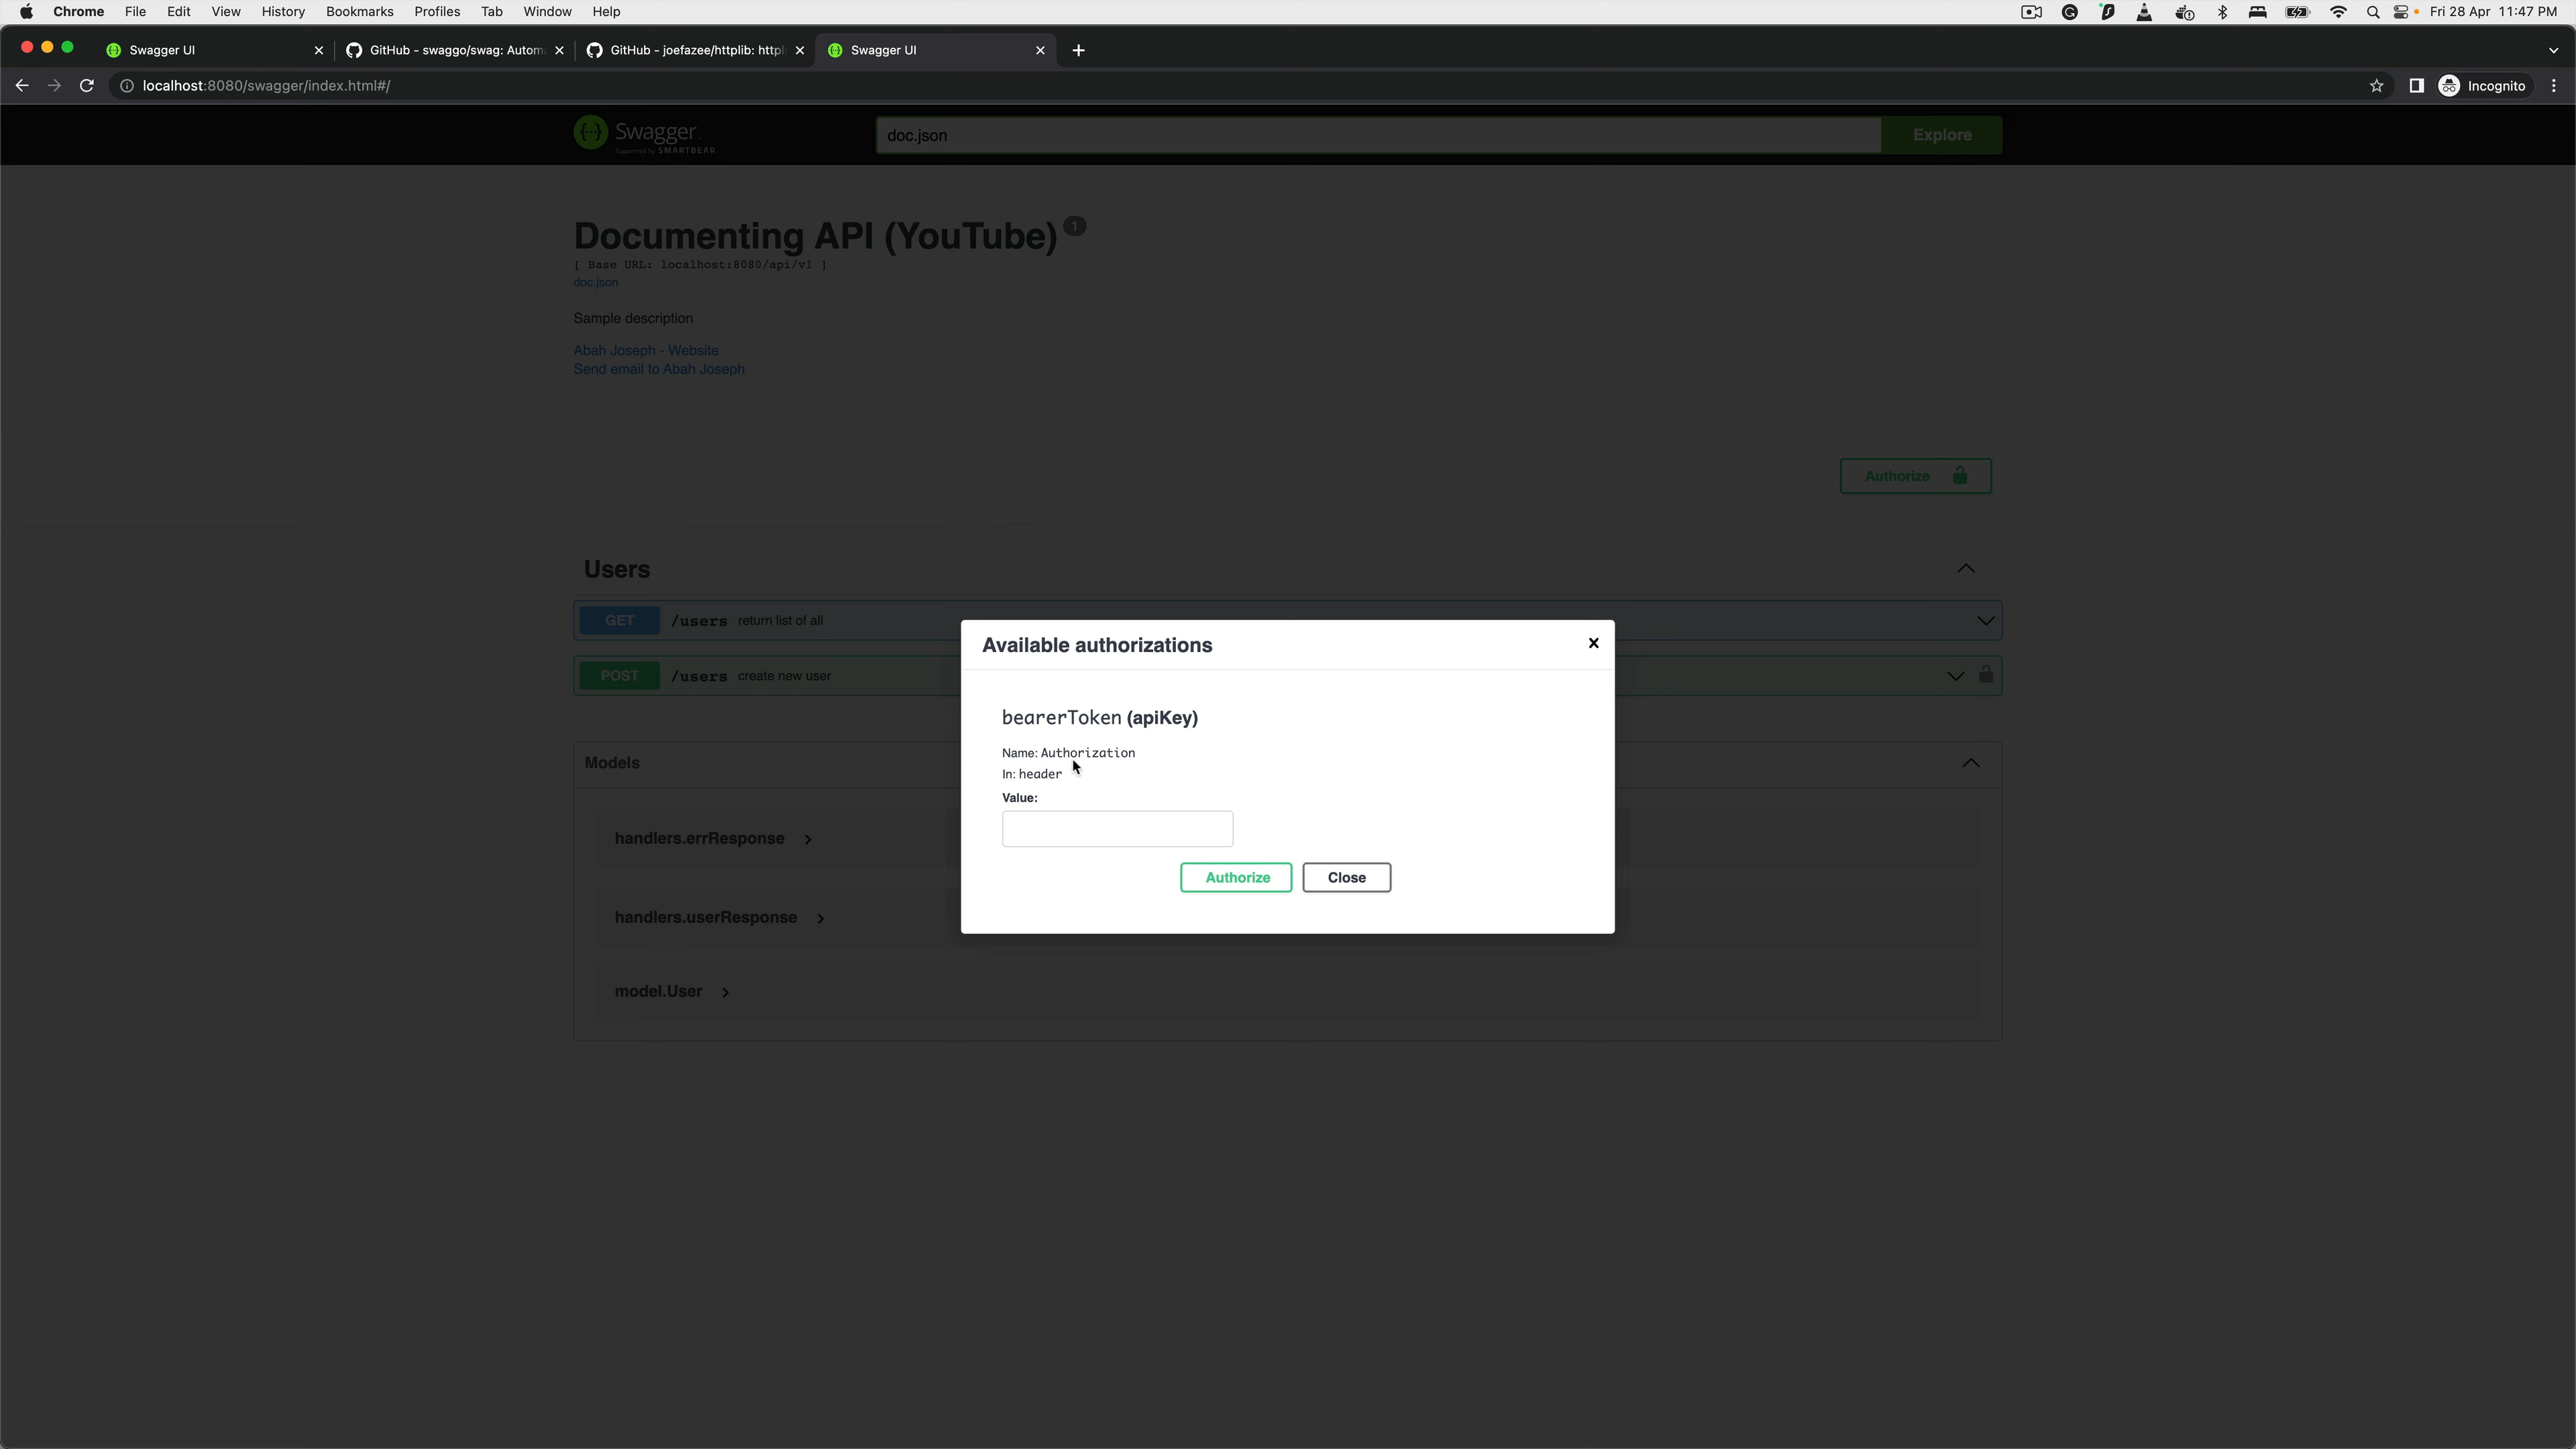 Chrome File Edit View History Bookmarks Profiles Tab Window Help Fri 28 Apr 11:47 PM
Swagger UI GitHub - swaggo/swag: Autom GitHub - joefazee/httplib: httpl Swagger UI
localhost:8080/swagger/index.html#/ Incognito
Swagger. doc.json Explore
Supported by SMARTBEAR
Documenting API (YouTube) 1
[ Base URL: localhost:8080/api/v1 ]
doc.json
Sample description
Abah Joseph - Website
Send email to Abah Joseph
Authorize
Users
GET /users return list of all
POST /users create new user
Available authorizations
bearerToken (apiKey)
Name: Authorization
In: header
Value:
Authorize Close
Models
handlers.errResponse
handlers.userResponse
model.User